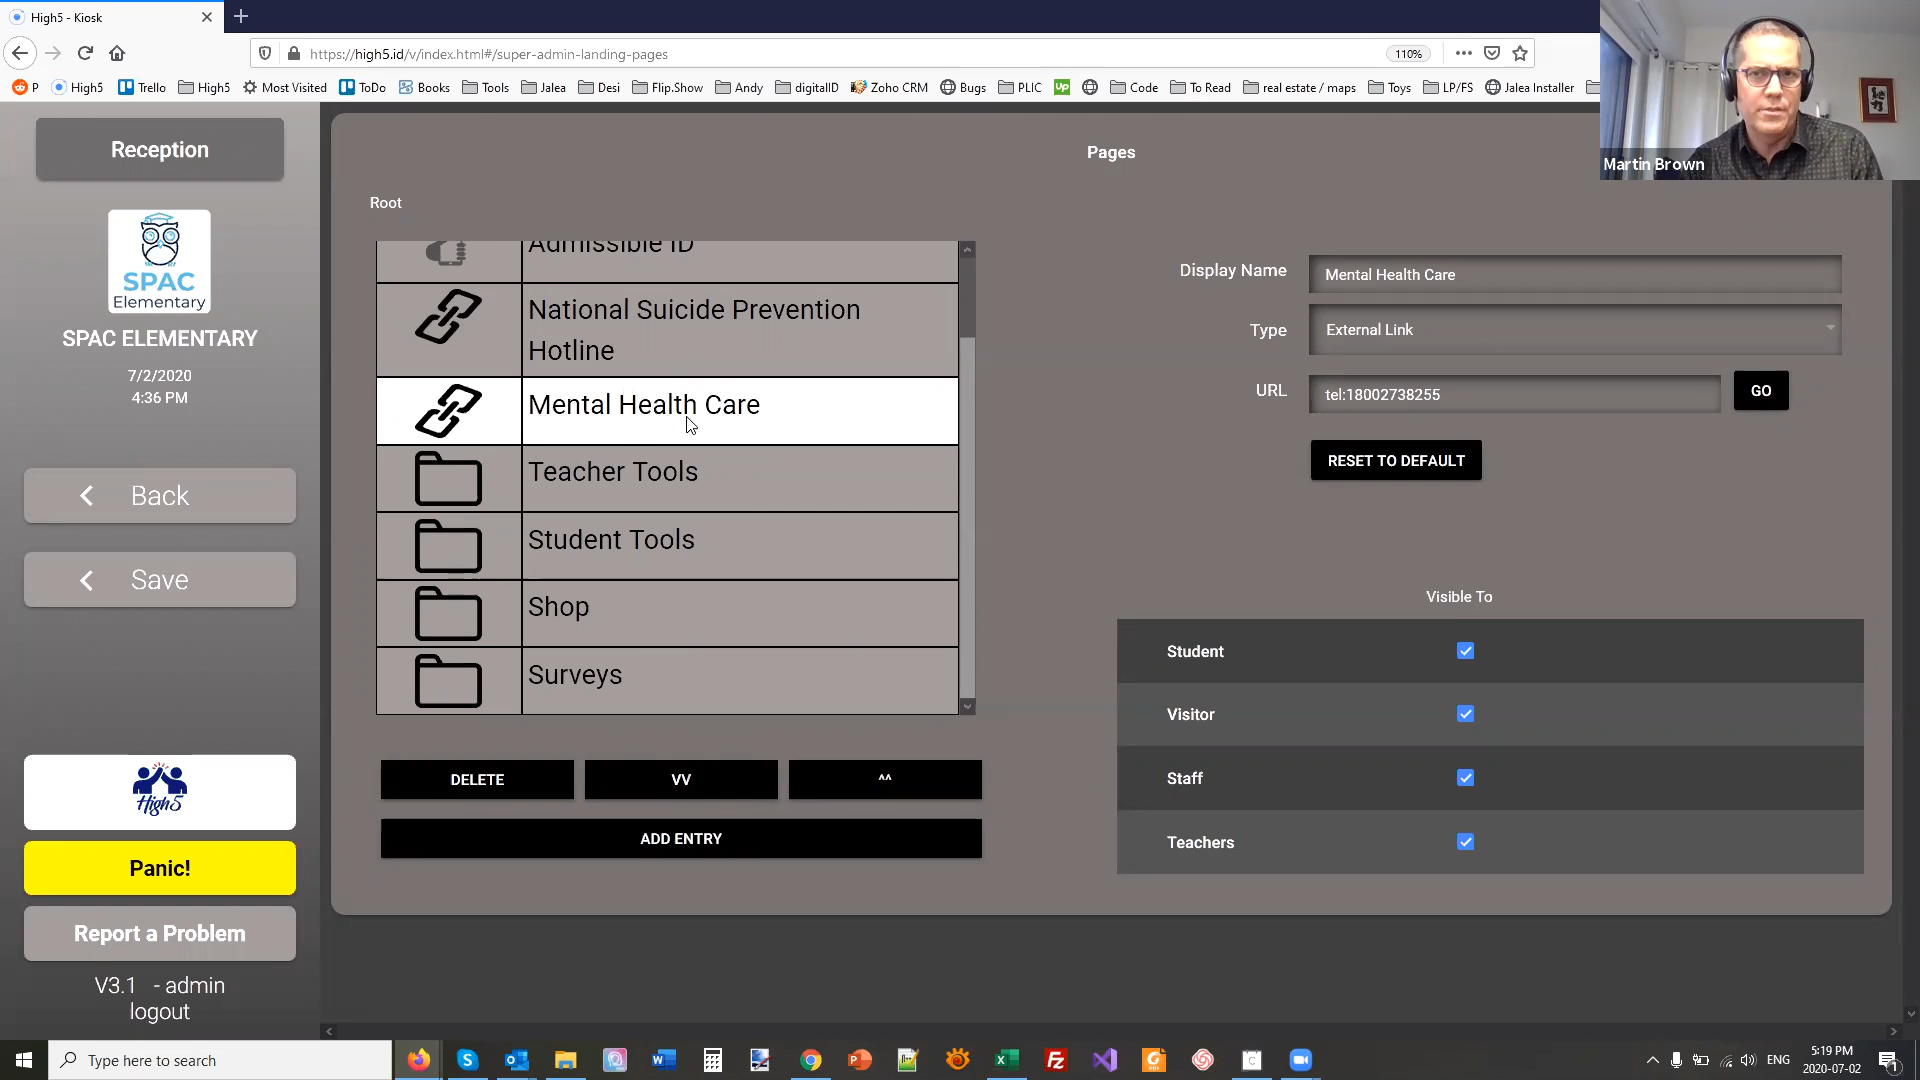 High5 - Kiosk
https://high5.id/v/index.html#/super-admin-landing-pages
110%
P
High5
Trello
High5
Most Visited
ToDo
Books
Tools
Jalea
Desi
Flip.Show
Andy
digitalID
Zoho CRM
Bugs
PLIC
Code
To Read
real estate / maps
Toys
LP/FS
Jalea Installer
Martin Brown
Reception
SPAC
Elementary
SPAC ELEMENTARY
7/2/2020
4:36 PM
< Back
< Save
High5
Panic!
Report a Problem
V3.1 - admin
logout
Pages
Root
Admissible ID
National Suicide Prevention
Hotline
Mental Health Care
Teacher Tools
Student Tools
Shop
Surveys
DELETE
VV
^^
ADD ENTRY
Display Name
Mental Health Care
Type
External Link
URL
tel:18002738255
GO
RESET TO DEFAULT
Visible To
Student
Visitor
Staff
Teachers
Type here to search
ENG
5:19 PM
2020-07-02